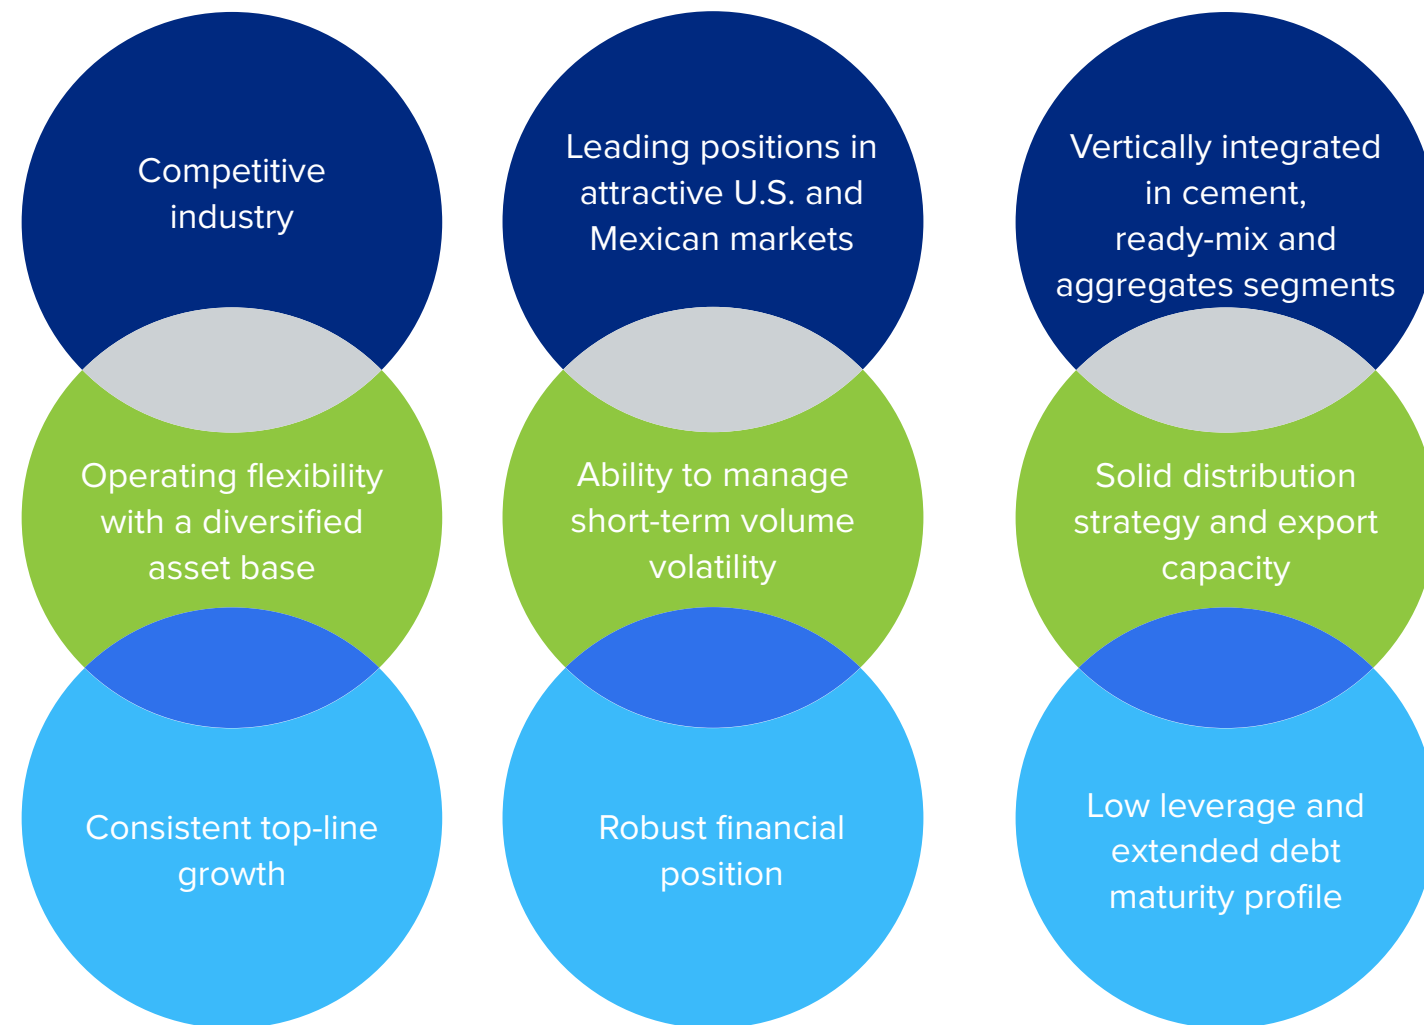 Competitive
industry
Leading positions in
attractive U.S. and
Mexican markets
Vertically integrated
in cement,
ready-mix and
aggregates segments
Operating flexibility
with a diversified
asset base
Ability to manage
short-term volume
volatility
Solid distribution
strategy and export
capacity
Consistent top-line
growth
Robust financial
position
Low leverage and
extended debt
maturity profile